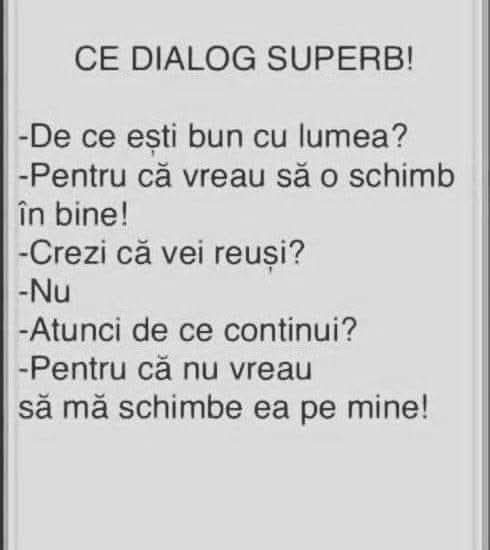 CE DIALOG SUPERB!
-De ce ești bun cu lumea?
-Pentru că vreau să o schimb
în bine!
-Crezi că vei reuși?
-Nu
-Atunci de ce continui?
-Pentru că nu vreau
să mă schimbe ea pe mine!